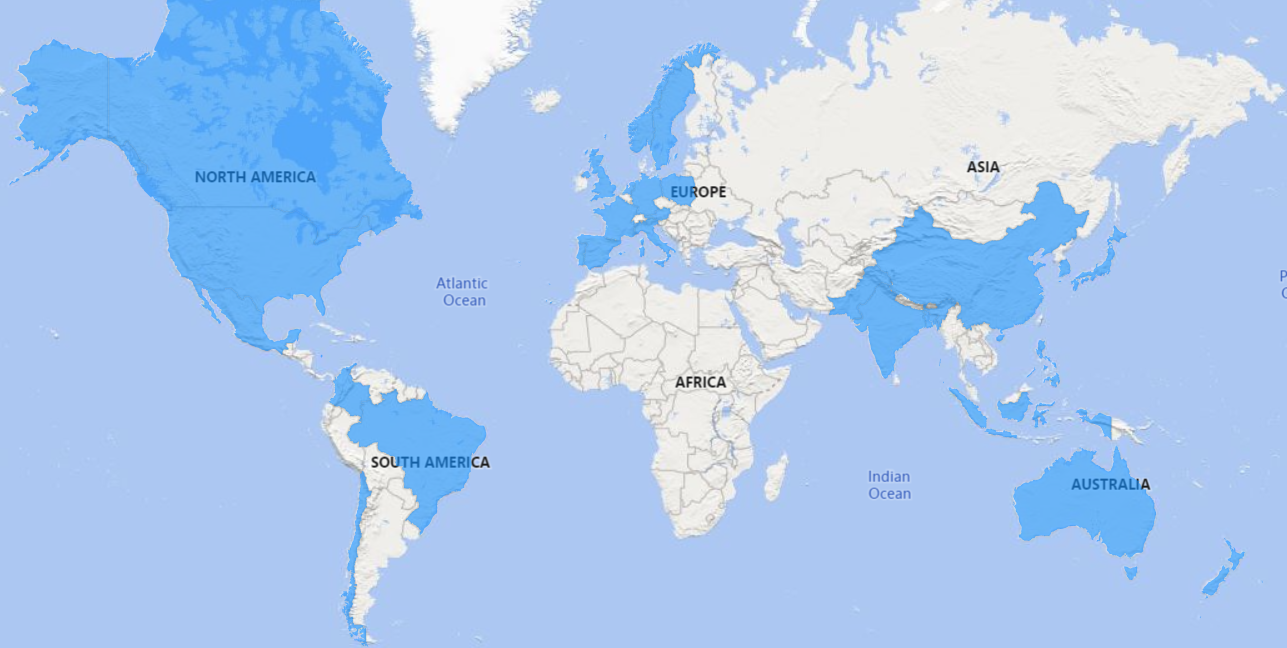 ASIA
NORTH AMERICA
EUROPE
Atlantic
Ocean
AFRICA
SOUTH AMERICA
Indian
Ocean
AUSTRALIA